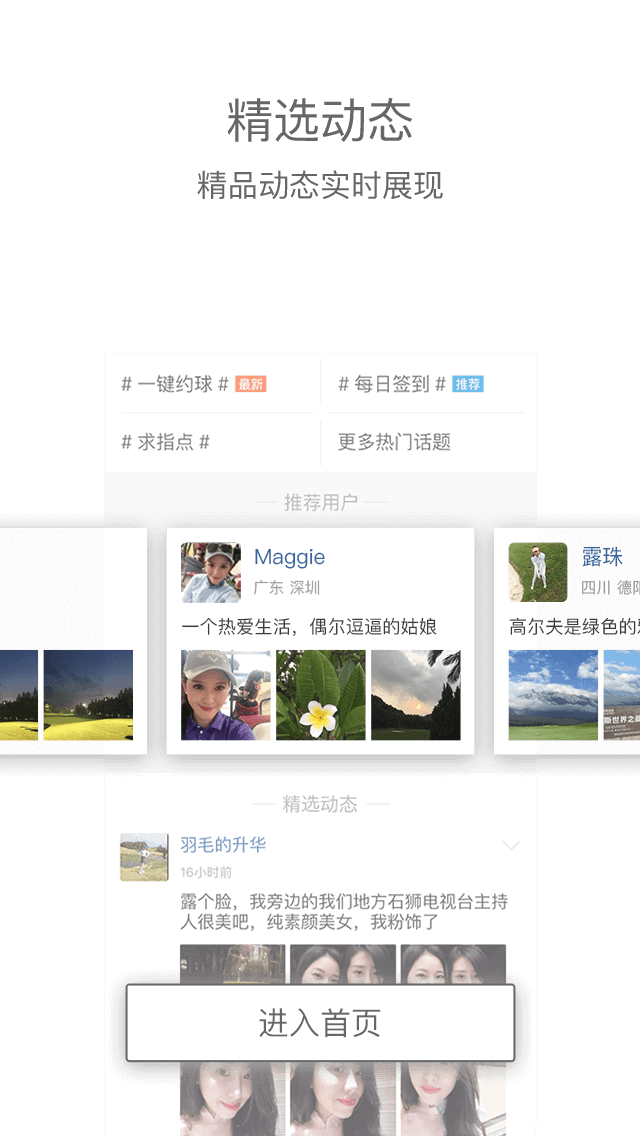 精选动态
精品动态实时展现
# 一键约球 # 最新
# 每日签到 # 推荐
# 求指点 #
更多热门话题
推荐用户
Maggie
广东 深圳
一个热爱生活，偶尔逗逼的姑娘
露珠
四川 德阳
高尔夫是绿色的
斯世界之巅
精选动态
羽毛的升华
16小时前
露个脸，我旁边的我们地方石狮电视台主持
人很美吧，纯素颜美女，我粉饰了
进入首页